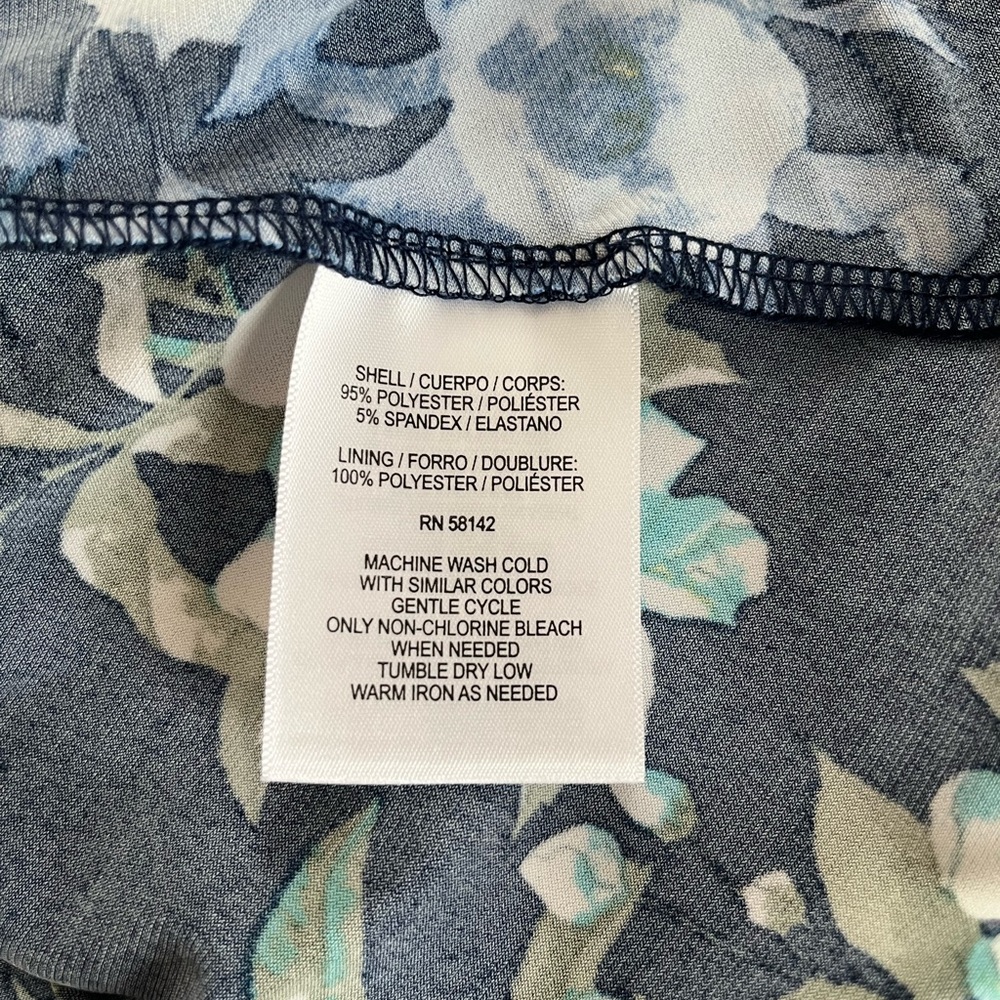 SHELL / CUERPO / CORPS:
95% POLYESTER / POLIÉSTER
5% SPANDEX / ELASTANO
LINING / FORRO / DOUBLURE:
100% POLYESTER / POLIÉSTER
RN 58142
MACHINE WASH COLD
WITH SIMILAR COLORS
GENTLE CYCLE
ONLY NON-CHLORINE BLEACH
WHEN NEEDED
TUMBLE DRY LOW
WARM IRON AS NEEDED